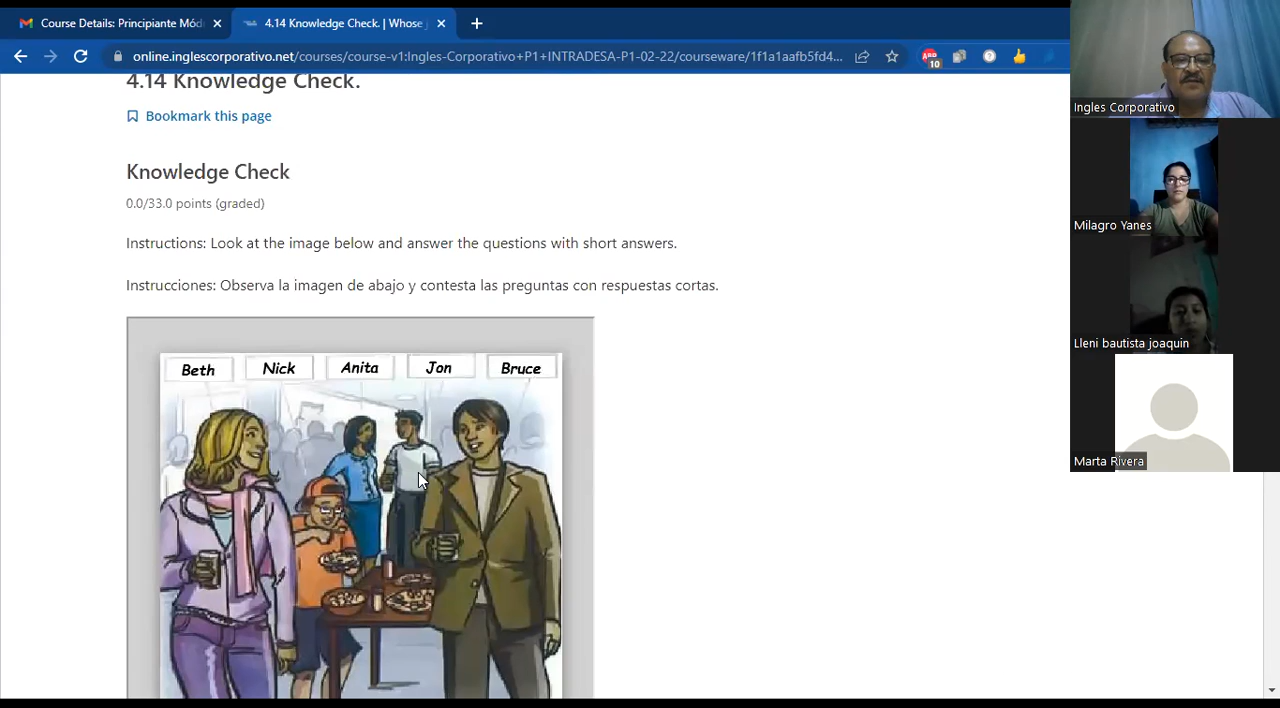 Course Details: Principiante Mód
4.14 Knowledge Check. | Whose j
online.inglescorporativo.net/courses/course-v1:Ingles-Corporativo+P1+INTRADESA-P1-02-22/courseware/1f1a1aafb5fd4...
10
4.14 Knowledge Check.
Bookmark this page
Knowledge Check
0.0/33.0 points (graded)
Instructions: Look at the image below and answer the questions with short answers.
Instrucciones: Observa la imagen de abajo y contesta las preguntas con respuestas cortas.
Beth Nick Anita Jon Bruce
Ingles Corporativo
Milagro Yanes
Lleni bautista joaquin
Marta Rivera